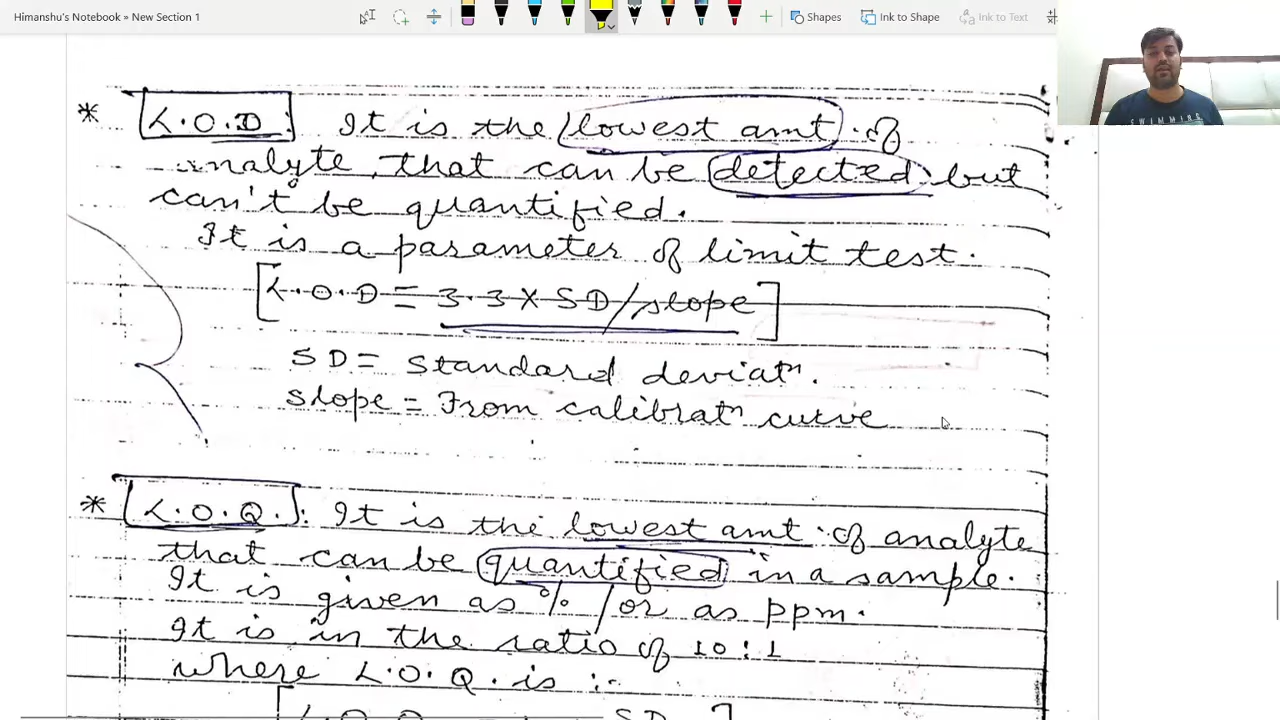 Himanshu's Notebook » New Section 1
Shapes
Ink to Shape
Ink to Text
SWIMMING
* L.O.D : It is the lowest amt. of
analyte, that can be detected but
can't be quantified.
It is a parameter of limit test.
[L.O.D = 3.3 X SD/slope]
SD = Standard deviatⁿ.
slope = From calibratⁿ curve
* L.O.Q. : It is the lowest amt. of analyte
that can be quantified in a sample.
It is given as % /or as ppm.
It is in the ratio of 10:1
where L.O.Q. is :-
SD